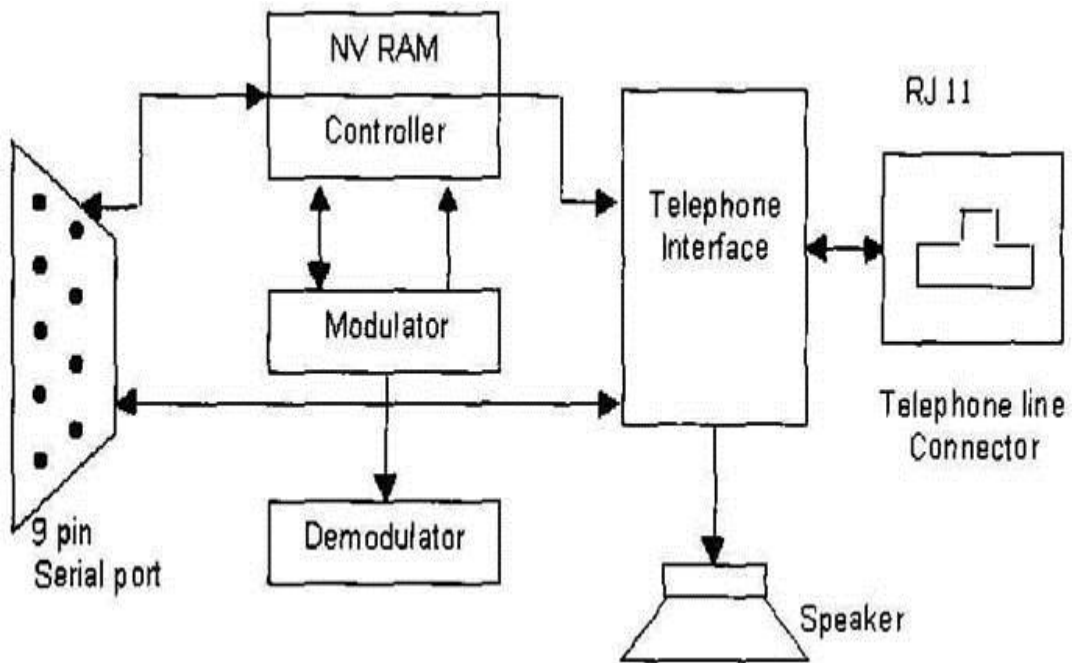 NV RAM
Controller
RJ 11
Telephone
Interface
Modulator
Telephone line
Connector
9 pin
Serial port
Demodulator
Speaker